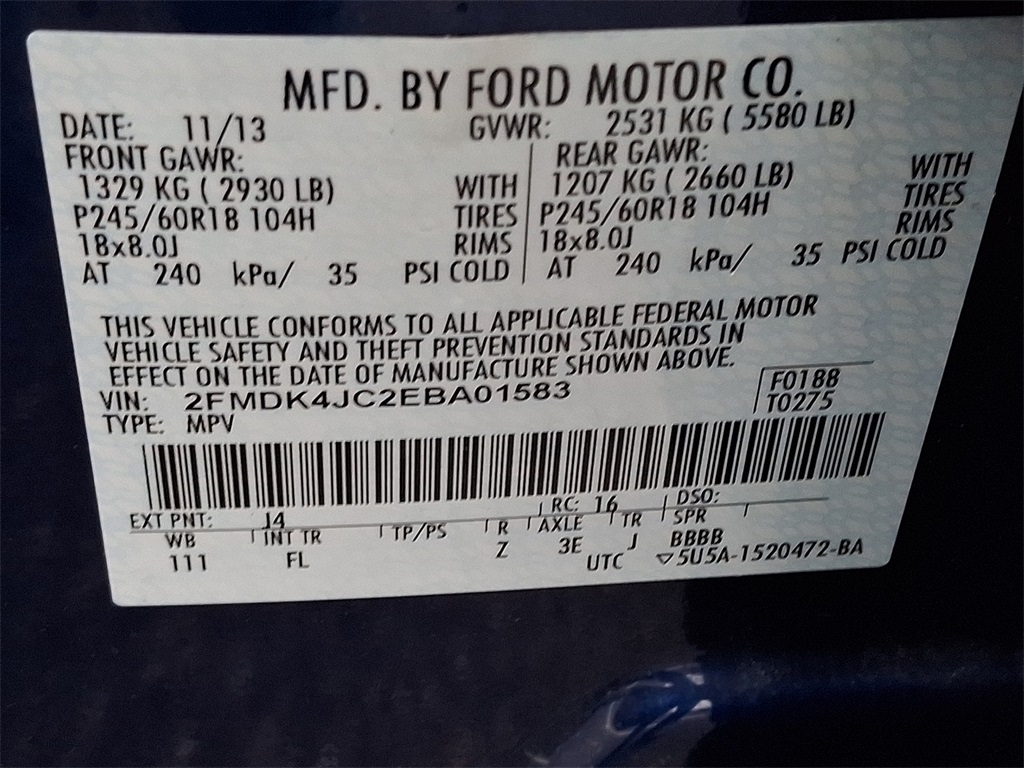 MFD. BY FORD MOTOR CO.
DATE: 11/13 GVWR: 2531 KG ( 5580 LB)
FRONT GAWR: REAR GAWR:
1329 KG ( 2930 LB) WITH 1207 KG ( 2660 LB) WITH
P245/60R18 104H TIRES P245/60R18 104H TIRES
18x8.0J RIMS 18x8.0J RIMS
AT 240 kPa/ 35 PSI COLD AT 240 kPa/ 35 PSI COLD
THIS VEHICLE CONFORMS TO ALL APPLICABLE FEDERAL MOTOR
VEHICLE SAFETY AND THEFT PREVENTION STANDARDS IN
EFFECT ON THE DATE OF MANUFACTURE SHOWN ABOVE.
VIN: 2FMDK4JC2EBA01583 F0188
TYPE: MPV T0275
EXT PNT: J4 RC: 16 DSO:
WB INT TR TP/PS R AXLE TR SPR
111 FL Z 3E J BBBB
UTC ▽5U5A-1520472-BA